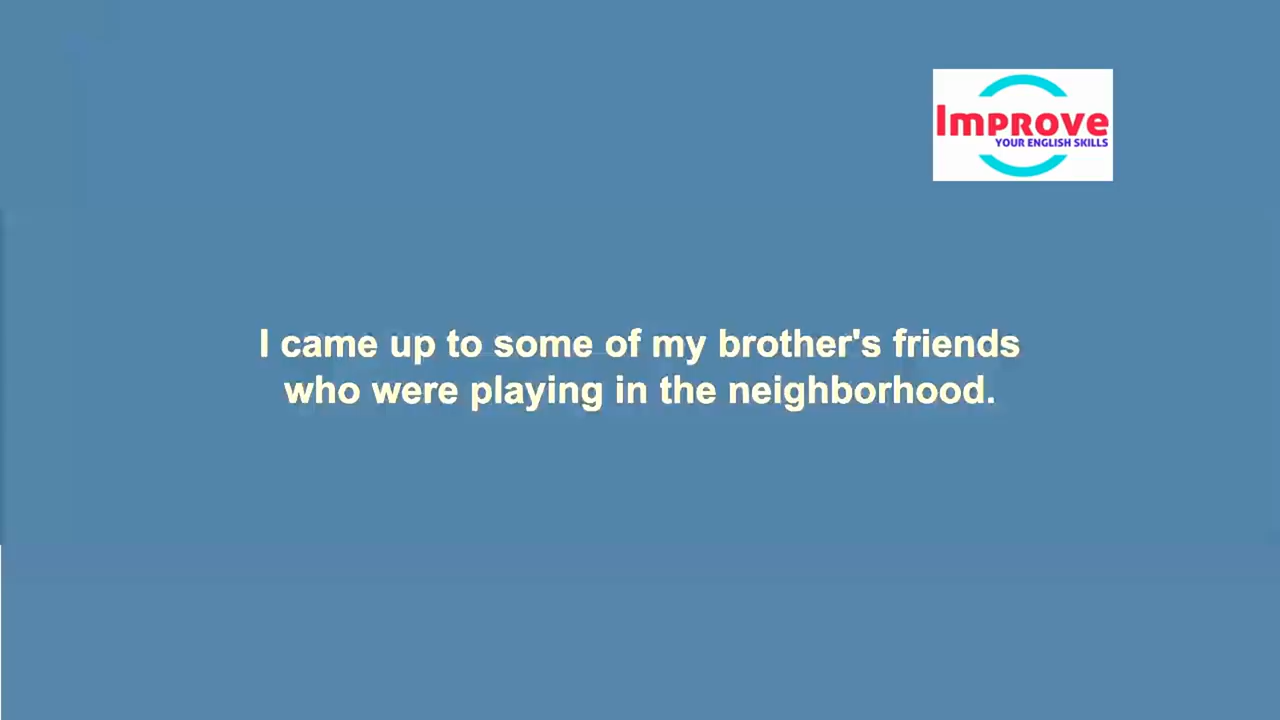 Improve
YOUR ENGLISH SKILLS
I came up to some of my brother's friends
who were playing in the neighborhood.